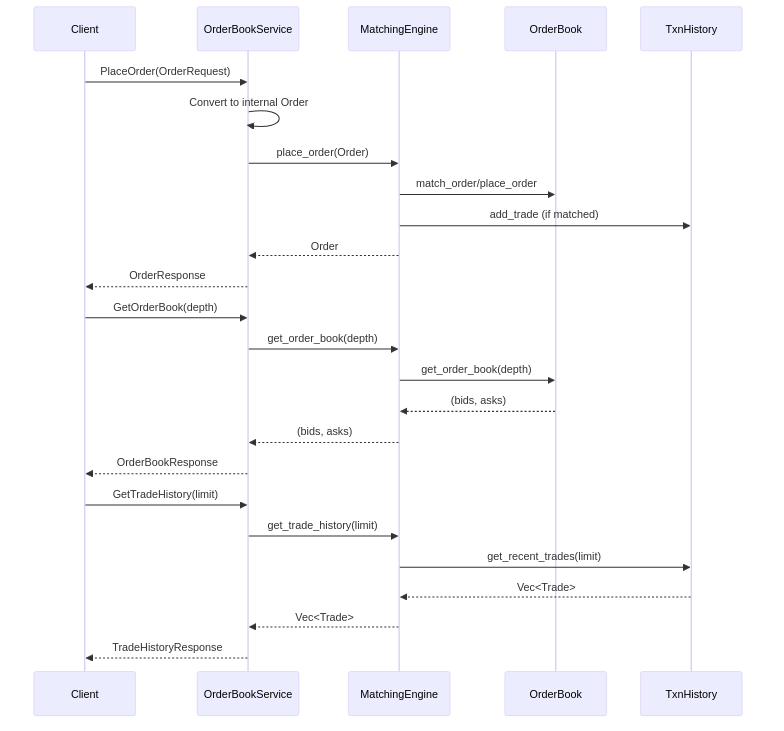 Client
OrderBookService
MatchingEngine
OrderBook
TxnHistory
PlaceOrder(OrderRequest)
Convert to internal Order
place_order(Order)
match_order/place_order
add_trade (if matched)
Order
OrderResponse
GetOrderBook(depth)
get_order_book(depth)
get_order_book(depth)
(bids, asks)
(bids, asks)
OrderBookResponse
GetTradeHistory(limit)
get_trade_history(limit)
get_recent_trades(limit)
Vec<Trade>
Vec<Trade>
TradeHistoryResponse
Client
OrderBookService
MatchingEngine
OrderBook
TxnHistory